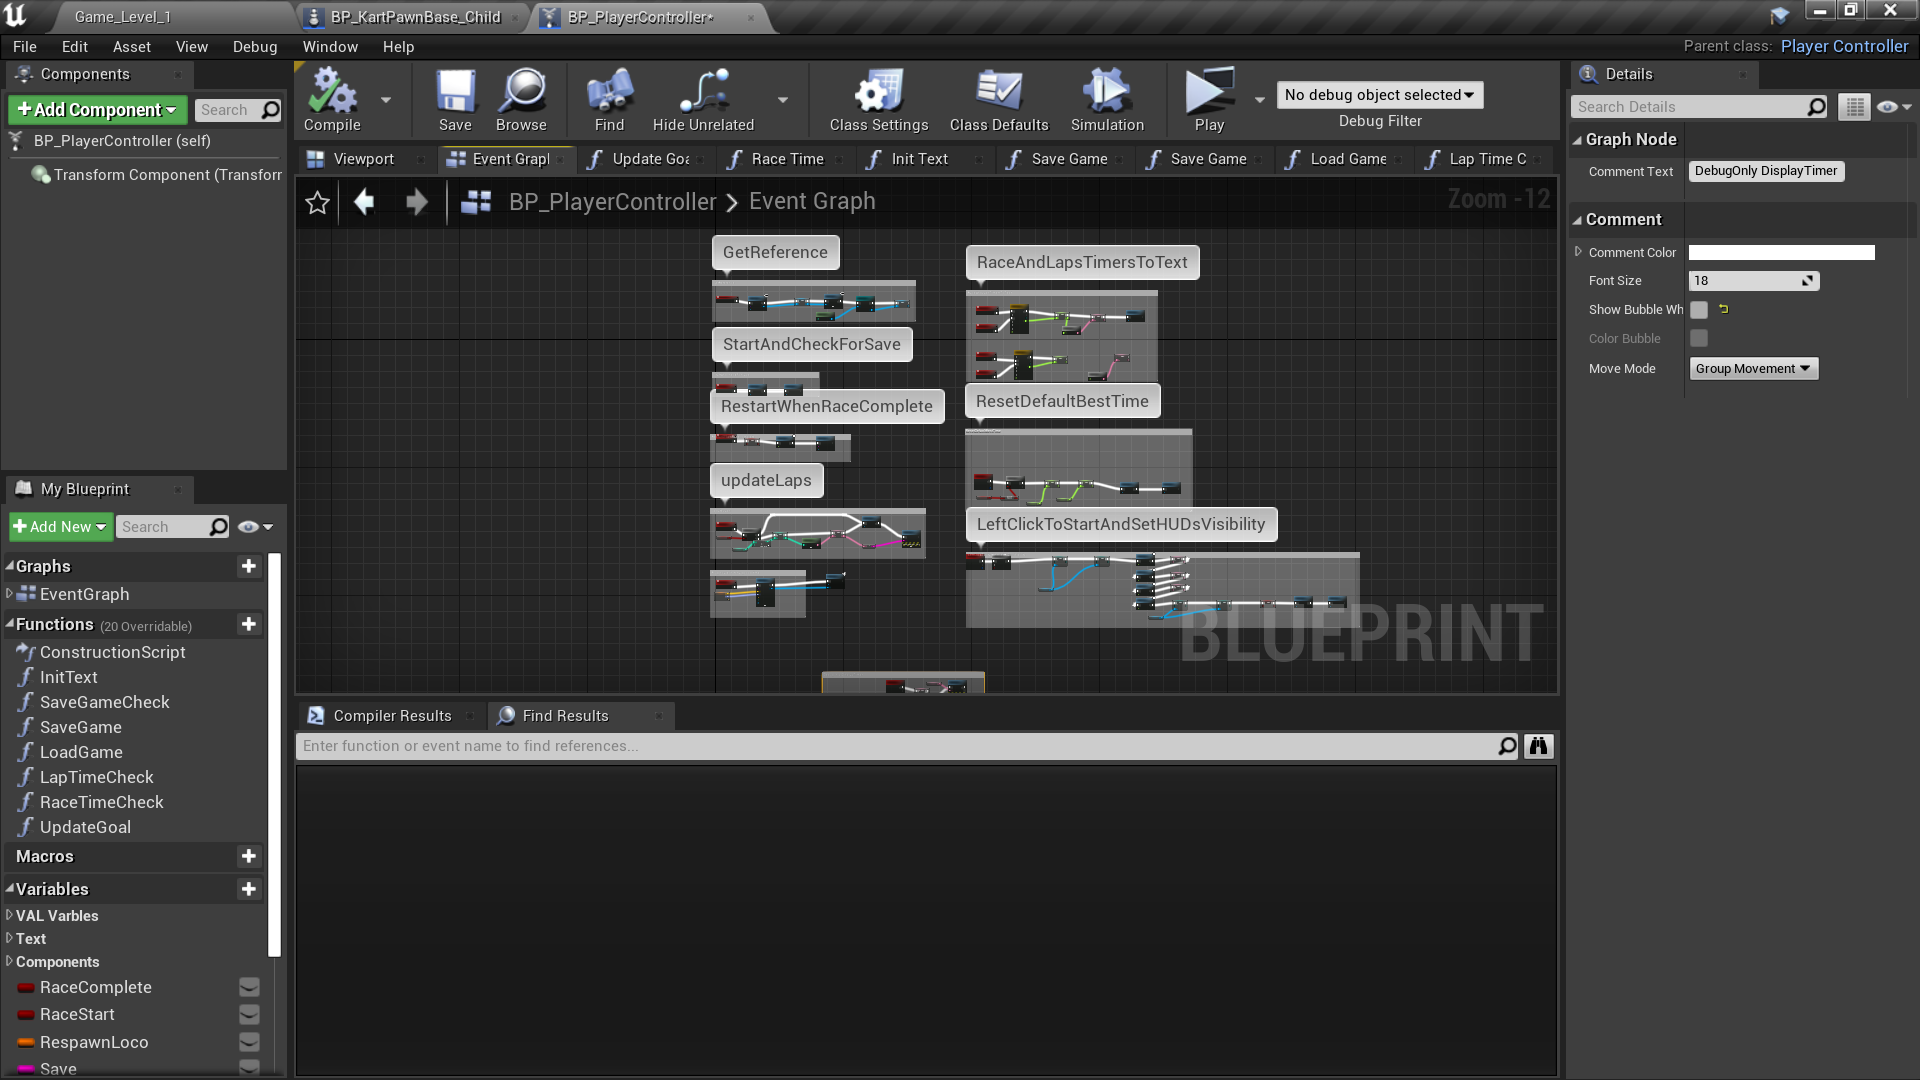 Game_Level_1
BP_KartPawnBase_Child
BP_PlayerController*
File Edit Asset View Debug Window Help
Parent class: Player Controller
Components
+Add Component
Search
BP_PlayerController (self)
Transform Component (Transforr
Compile
Save
Browse
Find
Hide Unrelated
Class Settings
Class Defaults
Simulation
Play
No debug object selected
Debug Filter
Viewport
Event Graph
Update Goa
Race Time
Init Text
Save Game
Save Game
Load Game
Lap Time C
BP_PlayerController > Event Graph
Zoom -12
GetReference
StartAndCheckForSave
RestartWhenRaceComplete
updateLaps
RaceAndLapsTimersToText
ResetDefaultBestTime
LeftClickToStartAndSetHUDsVisibility
BLUEPRINT
My Blueprint
+Add New
Search
Graphs
EventGraph
Functions (20 Overridable)
ConstructionScript
InitText
SaveGameCheck
SaveGame
LoadGame
LapTimeCheck
RaceTimeCheck
UpdateGoal
Macros
Variables
VAL Varbles
Text
Components
RaceComplete
RaceStart
RespawnLoco
Save
Compiler Results
Find Results
Enter function or event name to find references...
Details
Search Details
Graph Node
Comment Text DebugOnly DisplayTimer
Comment
Comment Color
Font Size 18
Show Bubble Wh
Color Bubble
Move Mode Group Movement